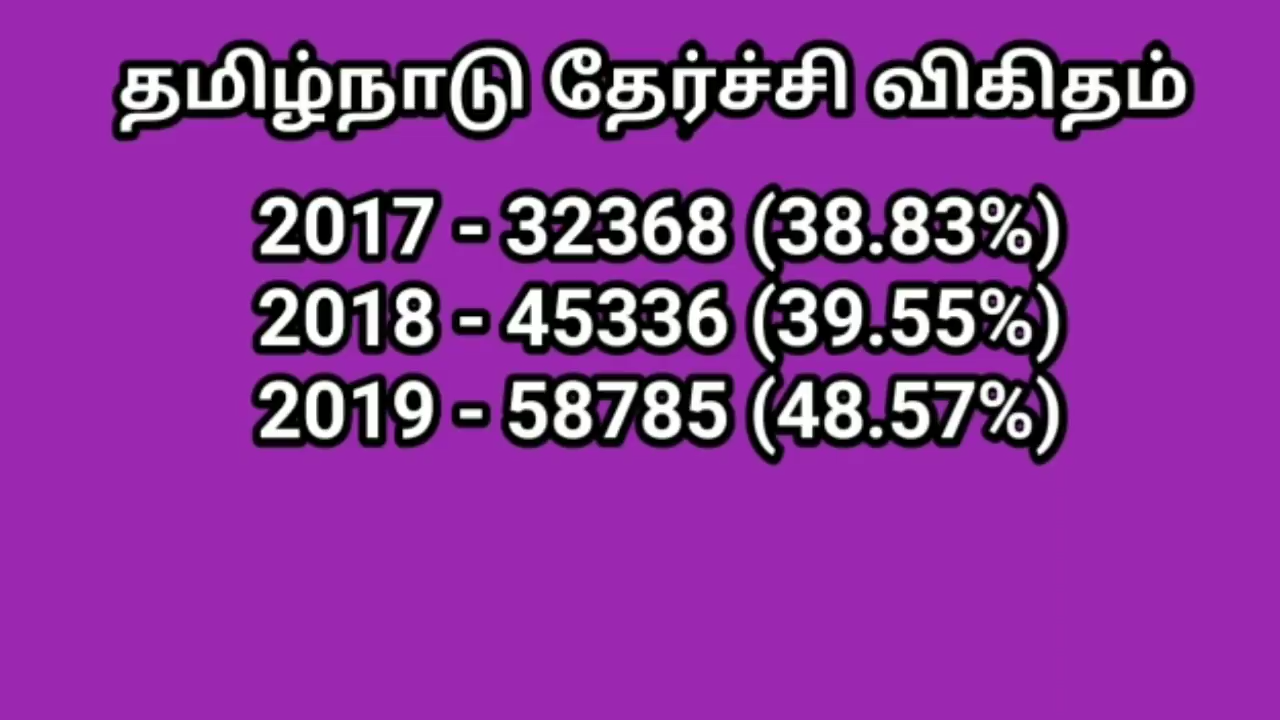 தமிழ்நாடு தேர்ச்சி விகிதம்
2017 - 32368 (38.83%)
2018 - 45336 (39.55%)
2019 - 58785 (48.57%)